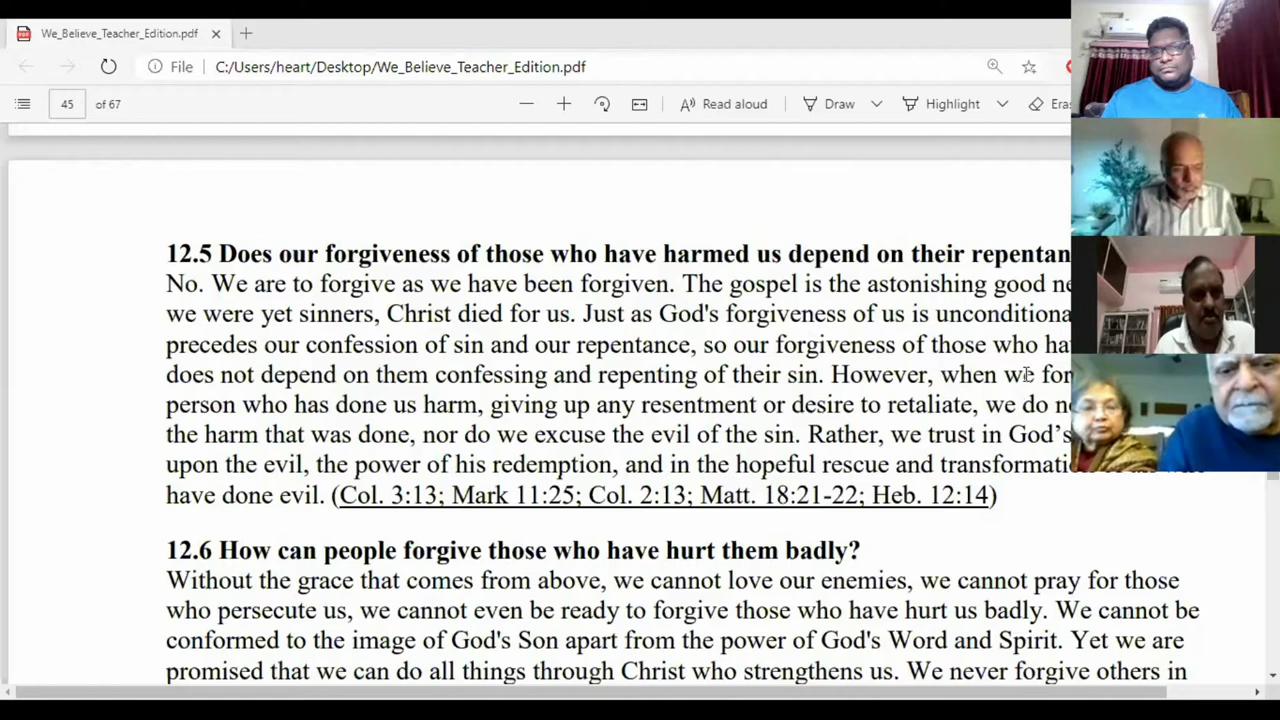 We_Believe_Teacher_Edition.pdf
File C:/Users/heart/Desktop/We_Believe_Teacher_Edition.pdf
45 of 67 Read aloud Draw Highlight Eras
12.5 Does our forgiveness of those who have harmed us depend on their repentan
No. We are to forgive as we have been forgiven. The gospel is the astonishing good ne
we were yet sinners, Christ died for us. Just as God's forgiveness of us is unconditiona
precedes our confession of sin and our repentance, so our forgiveness of those who ha
does not depend on them confessing and repenting of their sin. However, when we for
person who has done us harm, giving up any resentment or desire to retaliate, we do n
the harm that was done, nor do we excuse the evil of the sin. Rather, we trust in God's
upon the evil, the power of his redemption, and in the hopeful rescue and transformati
have done evil. (Col. 3:13; Mark 11:25; Col. 2:13; Matt. 18:21-22; Heb. 12:14)
12.6 How can people forgive those who have hurt them badly?
Without the grace that comes from above, we cannot love our enemies, we cannot pray for those
who persecute us, we cannot even be ready to forgive those who have hurt us badly. We cannot be
conformed to the image of God's Son apart from the power of God's Word and Spirit. Yet we are
promised that we can do all things through Christ who strengthens us. We never forgive others in